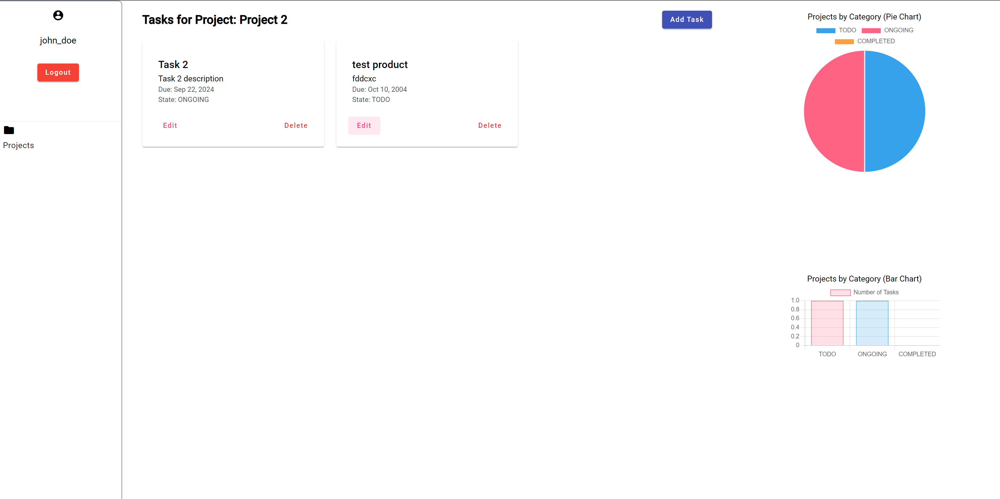 john_doe
Logout
Projects
Tasks for Project: Project 2
Add Task
Task 2
Task 2 description
Due: Sep 22, 2024
State: ONGOING
Edit
Delete
test product
fddcxc
Due: Oct 10, 2004
State: TODO
Edit
Delete
Projects by Category (Pie Chart)
TODO
ONGOING
COMPLETED
Projects by Category (Bar Chart)
Number of Tasks
1.0
0.8
0.6
0.4
0.2
0
TODO
ONGOING
COMPLETED